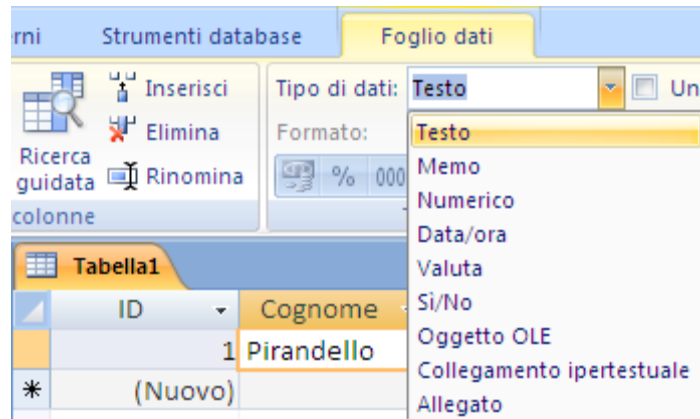 rni Strumenti database Foglio dati
Inserisci Tipo di dati: Testo Un
Elimina Formato: Testo
Ricerca guidata Rinomina % 000 Memo
Numerico
colonne
Data/ora
Tabella1 Valuta
ID Cognome Sì/No
1 Pirandello Oggetto OLE
Collegamento ipertestuale
* (Nuovo) Allegato